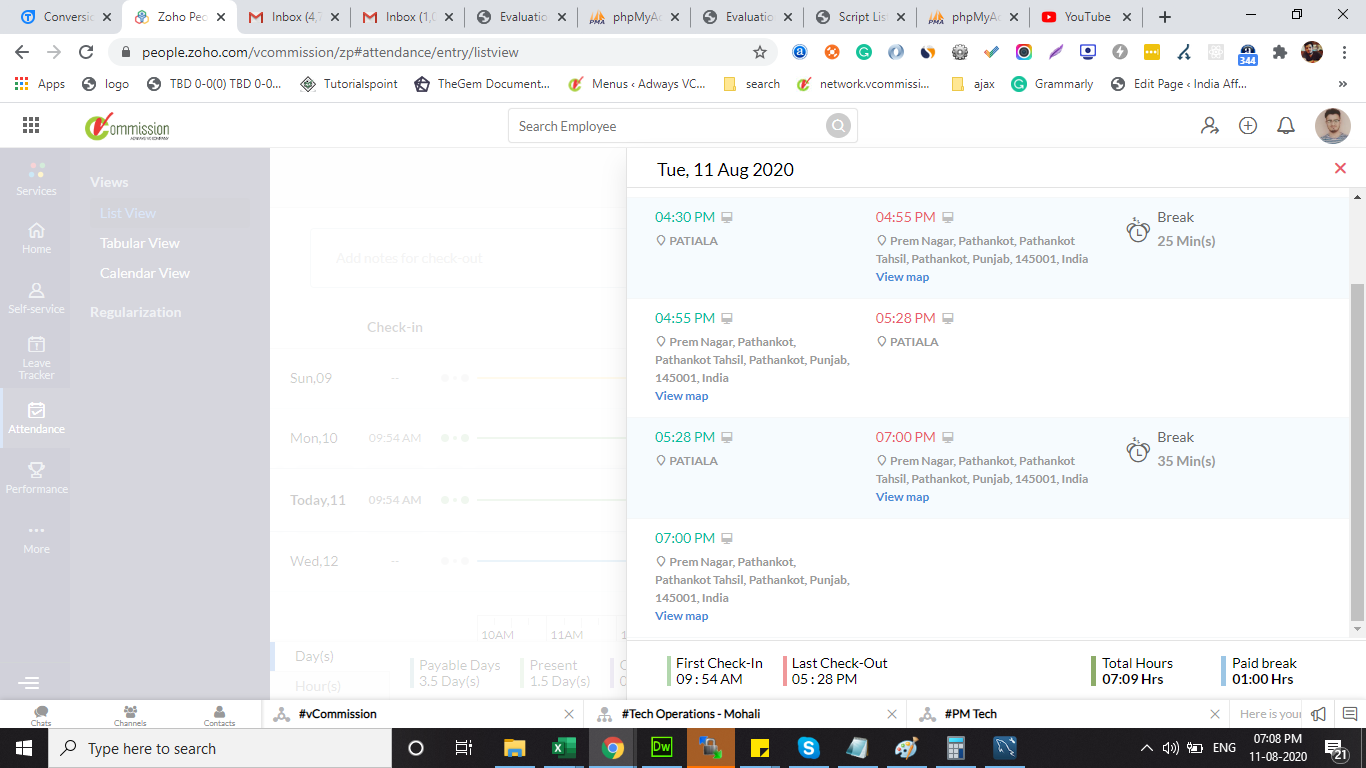 Conversio
Zoho Peo
Inbox (4,7
Inbox (1,0
Evaluatio
phpMyAc
Evaluatio
Script List
phpMyAc
YouTube
people.zoho.com/vcommission/zp#attendance/entry/listview
344
Apps
logo
TBD 0-0(0) TBD 0-0...
Tutorialspoint
TheGem Document...
Menus ‹ Adways VC...
search
network.vcommissi...
ajax
Grammarly
Edit Page ‹ India Aff...
»
ommission
ADWAYS VC COMPANY
Search Employee
Services
Home
Self-service
Leave
Tracker
Attendance
Performance
More
Views
List View
Tabular View
Calendar View
Regularization
Add notes for check-out
Check-in
Sun,09 --
Mon,10 09:54 AM
Today,11 09:54 AM
Wed,12 --
10AM 11AM 1
Day(s)
Hour(s)
Payable Days
3.5 Day(s)
Present
1.5 Day(s)
Tue, 11 Aug 2020
04:30 PM
PATIALA
04:55 PM
Prem Nagar, Pathankot, Pathankot
Tahsil, Pathankot, Punjab, 145001, India
View map
Break
25 Min(s)
04:55 PM
Prem Nagar, Pathankot,
Pathankot Tahsil, Pathankot, Punjab,
145001, India
View map
05:28 PM
PATIALA
05:28 PM
PATIALA
07:00 PM
Prem Nagar, Pathankot, Pathankot
Tahsil, Pathankot, Punjab, 145001, India
View map
Break
35 Min(s)
07:00 PM
Prem Nagar, Pathankot,
Pathankot Tahsil, Pathankot, Punjab,
145001, India
View map
First Check-In
09 : 54 AM
Last Check-Out
05 : 28 PM
Total Hours
07:09 Hrs
Paid break
01:00 Hrs
Chats
Channels
Contacts
#vCommission
#Tech Operations - Mohali
#PM Tech
Here is your
Type here to search
Dw
ENG
07:08 PM
11-08-2020
21